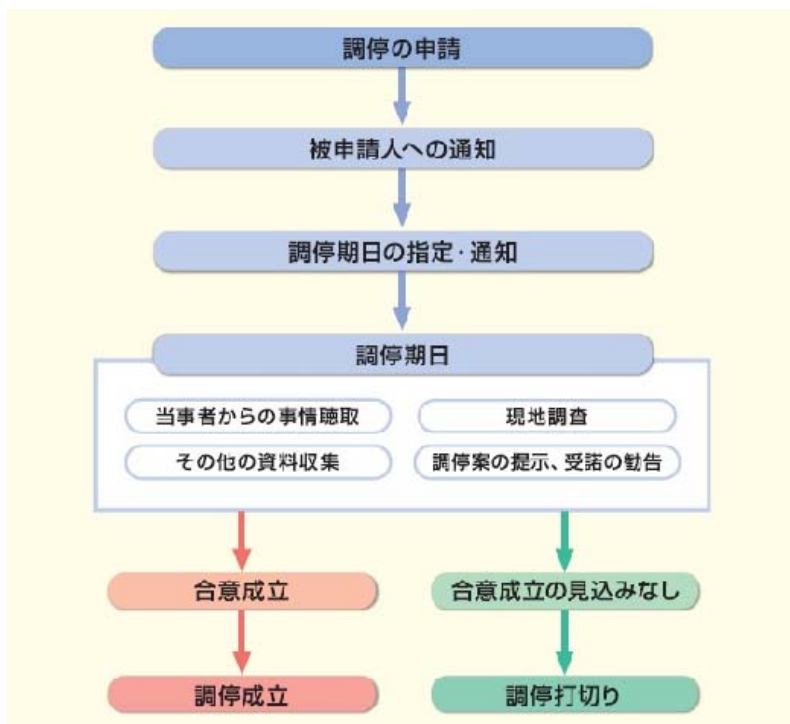 調停の申請
被申請人への通知
調停期日の指定・通知
調停期日
当事者からの事情聴取
現地調査
その他の資料収集
調停案の提示、受諾の勧告
合意成立
合意成立の見込みなし
調停成立
調停打切り